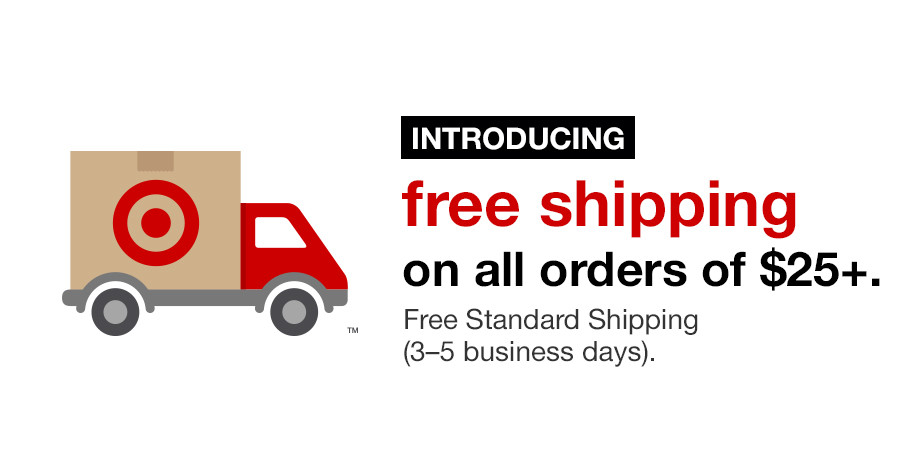 INTRODUCING
free shipping
on all orders of $25+.
Free Standard Shipping
(3–5 business days).
™